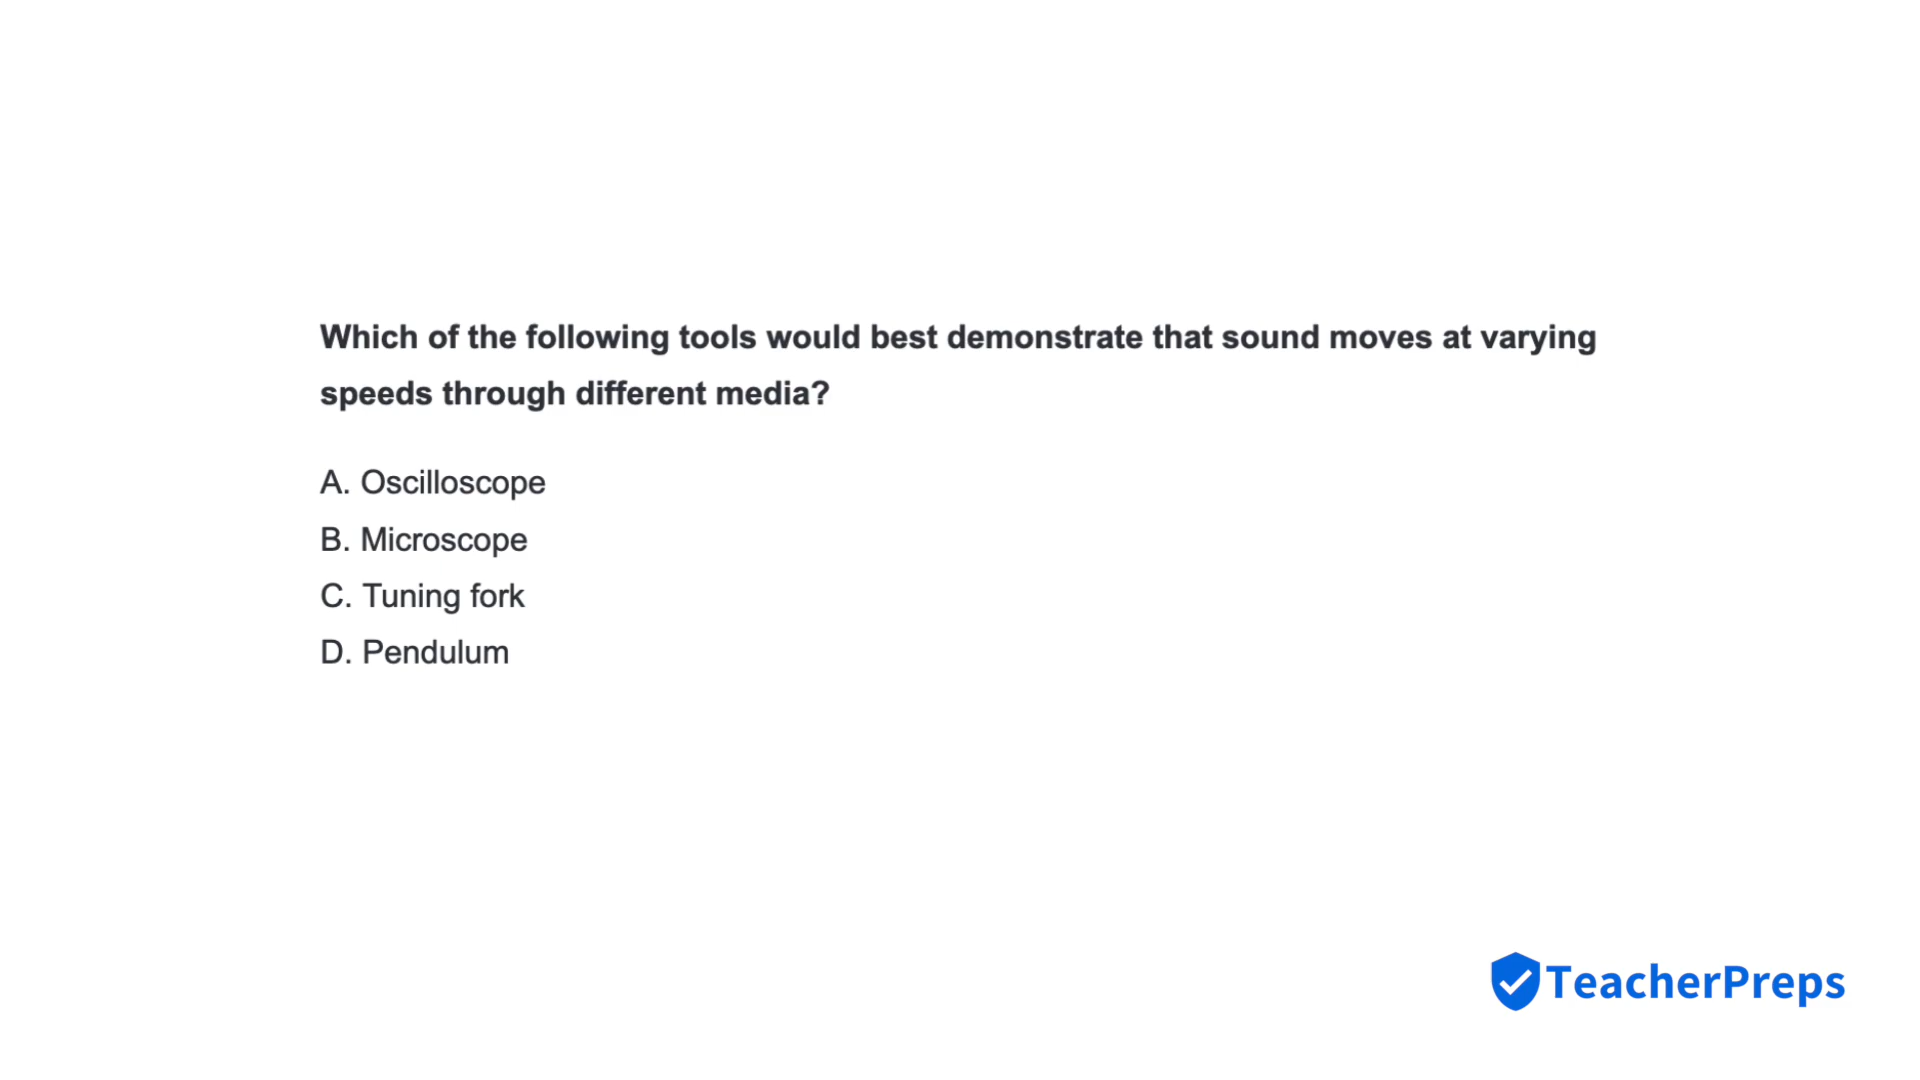 Which of the following tools would best demonstrate that sound moves at varying
speeds through different media?
A. Oscilloscope
B. Microscope
C. Tuning fork
D. Pendulum
TeacherPreps